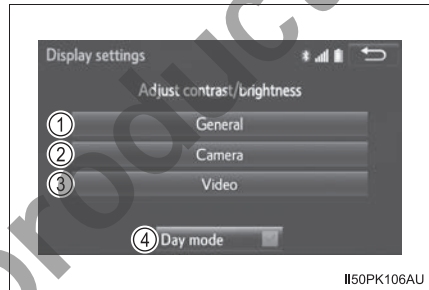 Display settings
Adjust contrast/brightness
1 General
2 Camera
3 Video
4 Day mode
II50PK106AU